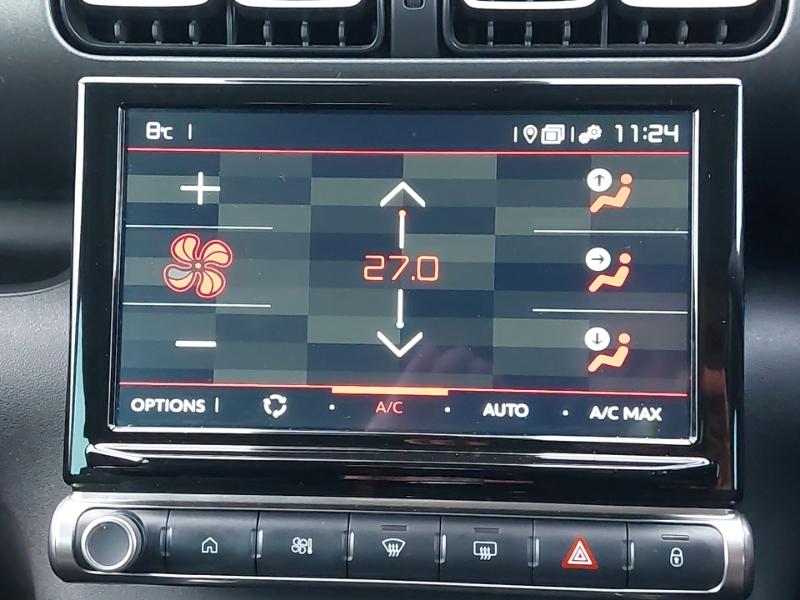 8°C 11:24
27.0
OPTIONS A/C AUTO A/C MAX